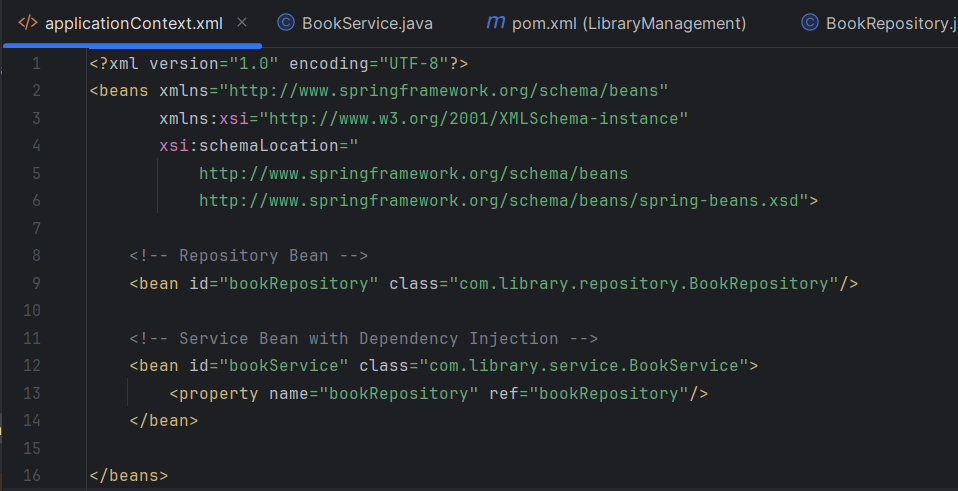 applicationContext.xml BookService.java pom.xml (LibraryManagement) BookRepository.j
1 <?xml version="1.0" encoding="UTF-8"?>
2 <beans xmlns="http://www.springframework.org/schema/beans"
3 xmlns:xsi="http://www.w3.org/2001/XMLSchema-instance"
4 xsi:schemaLocation="
5 http://www.springframework.org/schema/beans
6 http://www.springframework.org/schema/beans/spring-beans.xsd">
7
8 <!-- Repository Bean -->
9 <bean id="bookRepository" class="com.library.repository.BookRepository"/>
10
11 <!-- Service Bean with Dependency Injection -->
12 <bean id="bookService" class="com.library.service.BookService">
13 <property name="bookRepository" ref="bookRepository"/>
14 </bean>
15
16 </beans>